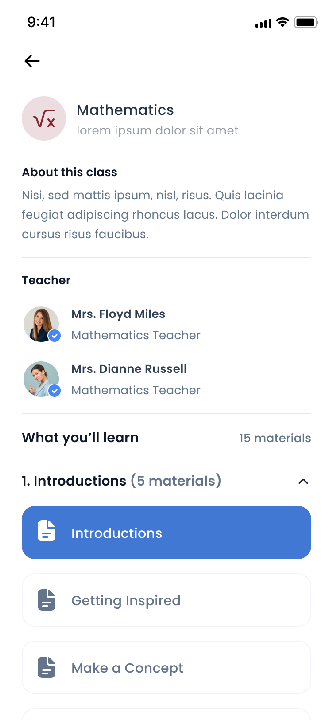 9:41
√x
Mathematics
lorem ipsum dolor sit amet
About this class
Nisi, sed mattis ipsum, nisl, risus. Quis lacinia
feugiat adipiscing rhoncus lacus. Dolor interdum
cursus risus faucibus.
Teacher
Mrs. Floyd Miles
Mathematics Teacher
Mrs. Dianne Russell
Mathematics Teacher
What you’ll learn
15 materials
1. Introductions (5 materials)
Introductions
Getting Inspired
Make a Concept